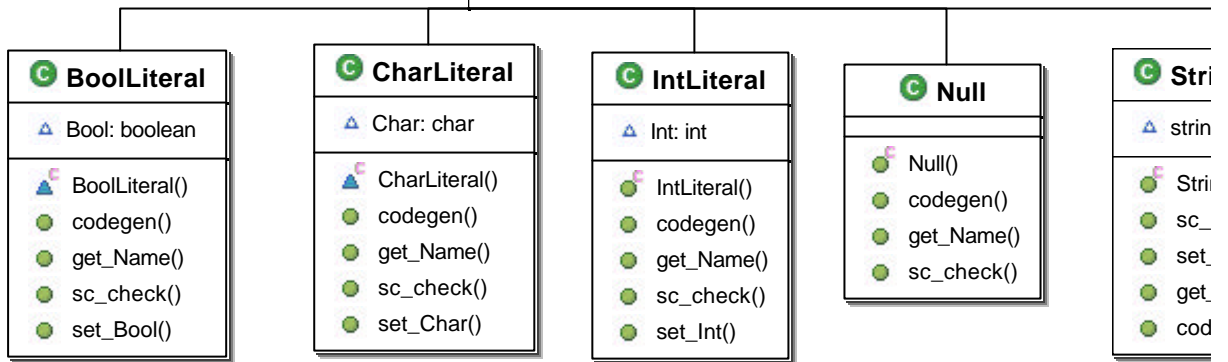 BoolLiteral
Bool: boolean
BoolLiteral()
codegen()
get_Name()
sc_check()
set_Bool()
CharLiteral
Char: char
CharLiteral()
codegen()
get_Name()
sc_check()
set_Char()
IntLiteral
Int: int
IntLiteral()
codegen()
get_Name()
sc_check()
set_Int()
Null
Null()
codegen()
get_Name()
sc_check()